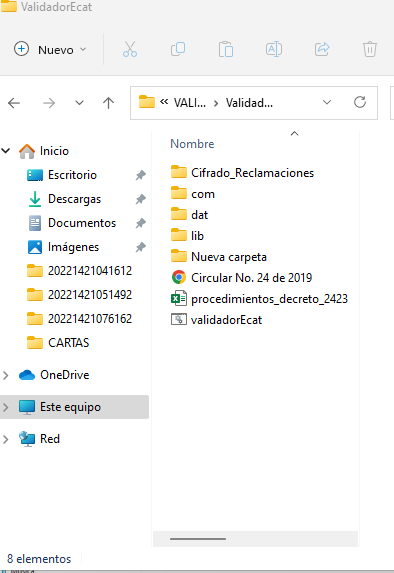 ValidadorEcat
Nuevo
« VALI... > Validad...
Nombre
Inicio
Escritorio
Descargas
Documentos
Imágenes
20221421041612
20221421051492
20221421076162
CARTAS
OneDrive
Este equipo
Red
Cifrado_Reclamaciones
com
dat
lib
Nueva carpeta
Circular No. 24 de 2019
procedimientos_decreto_2423
validadorEcat
8 elementos